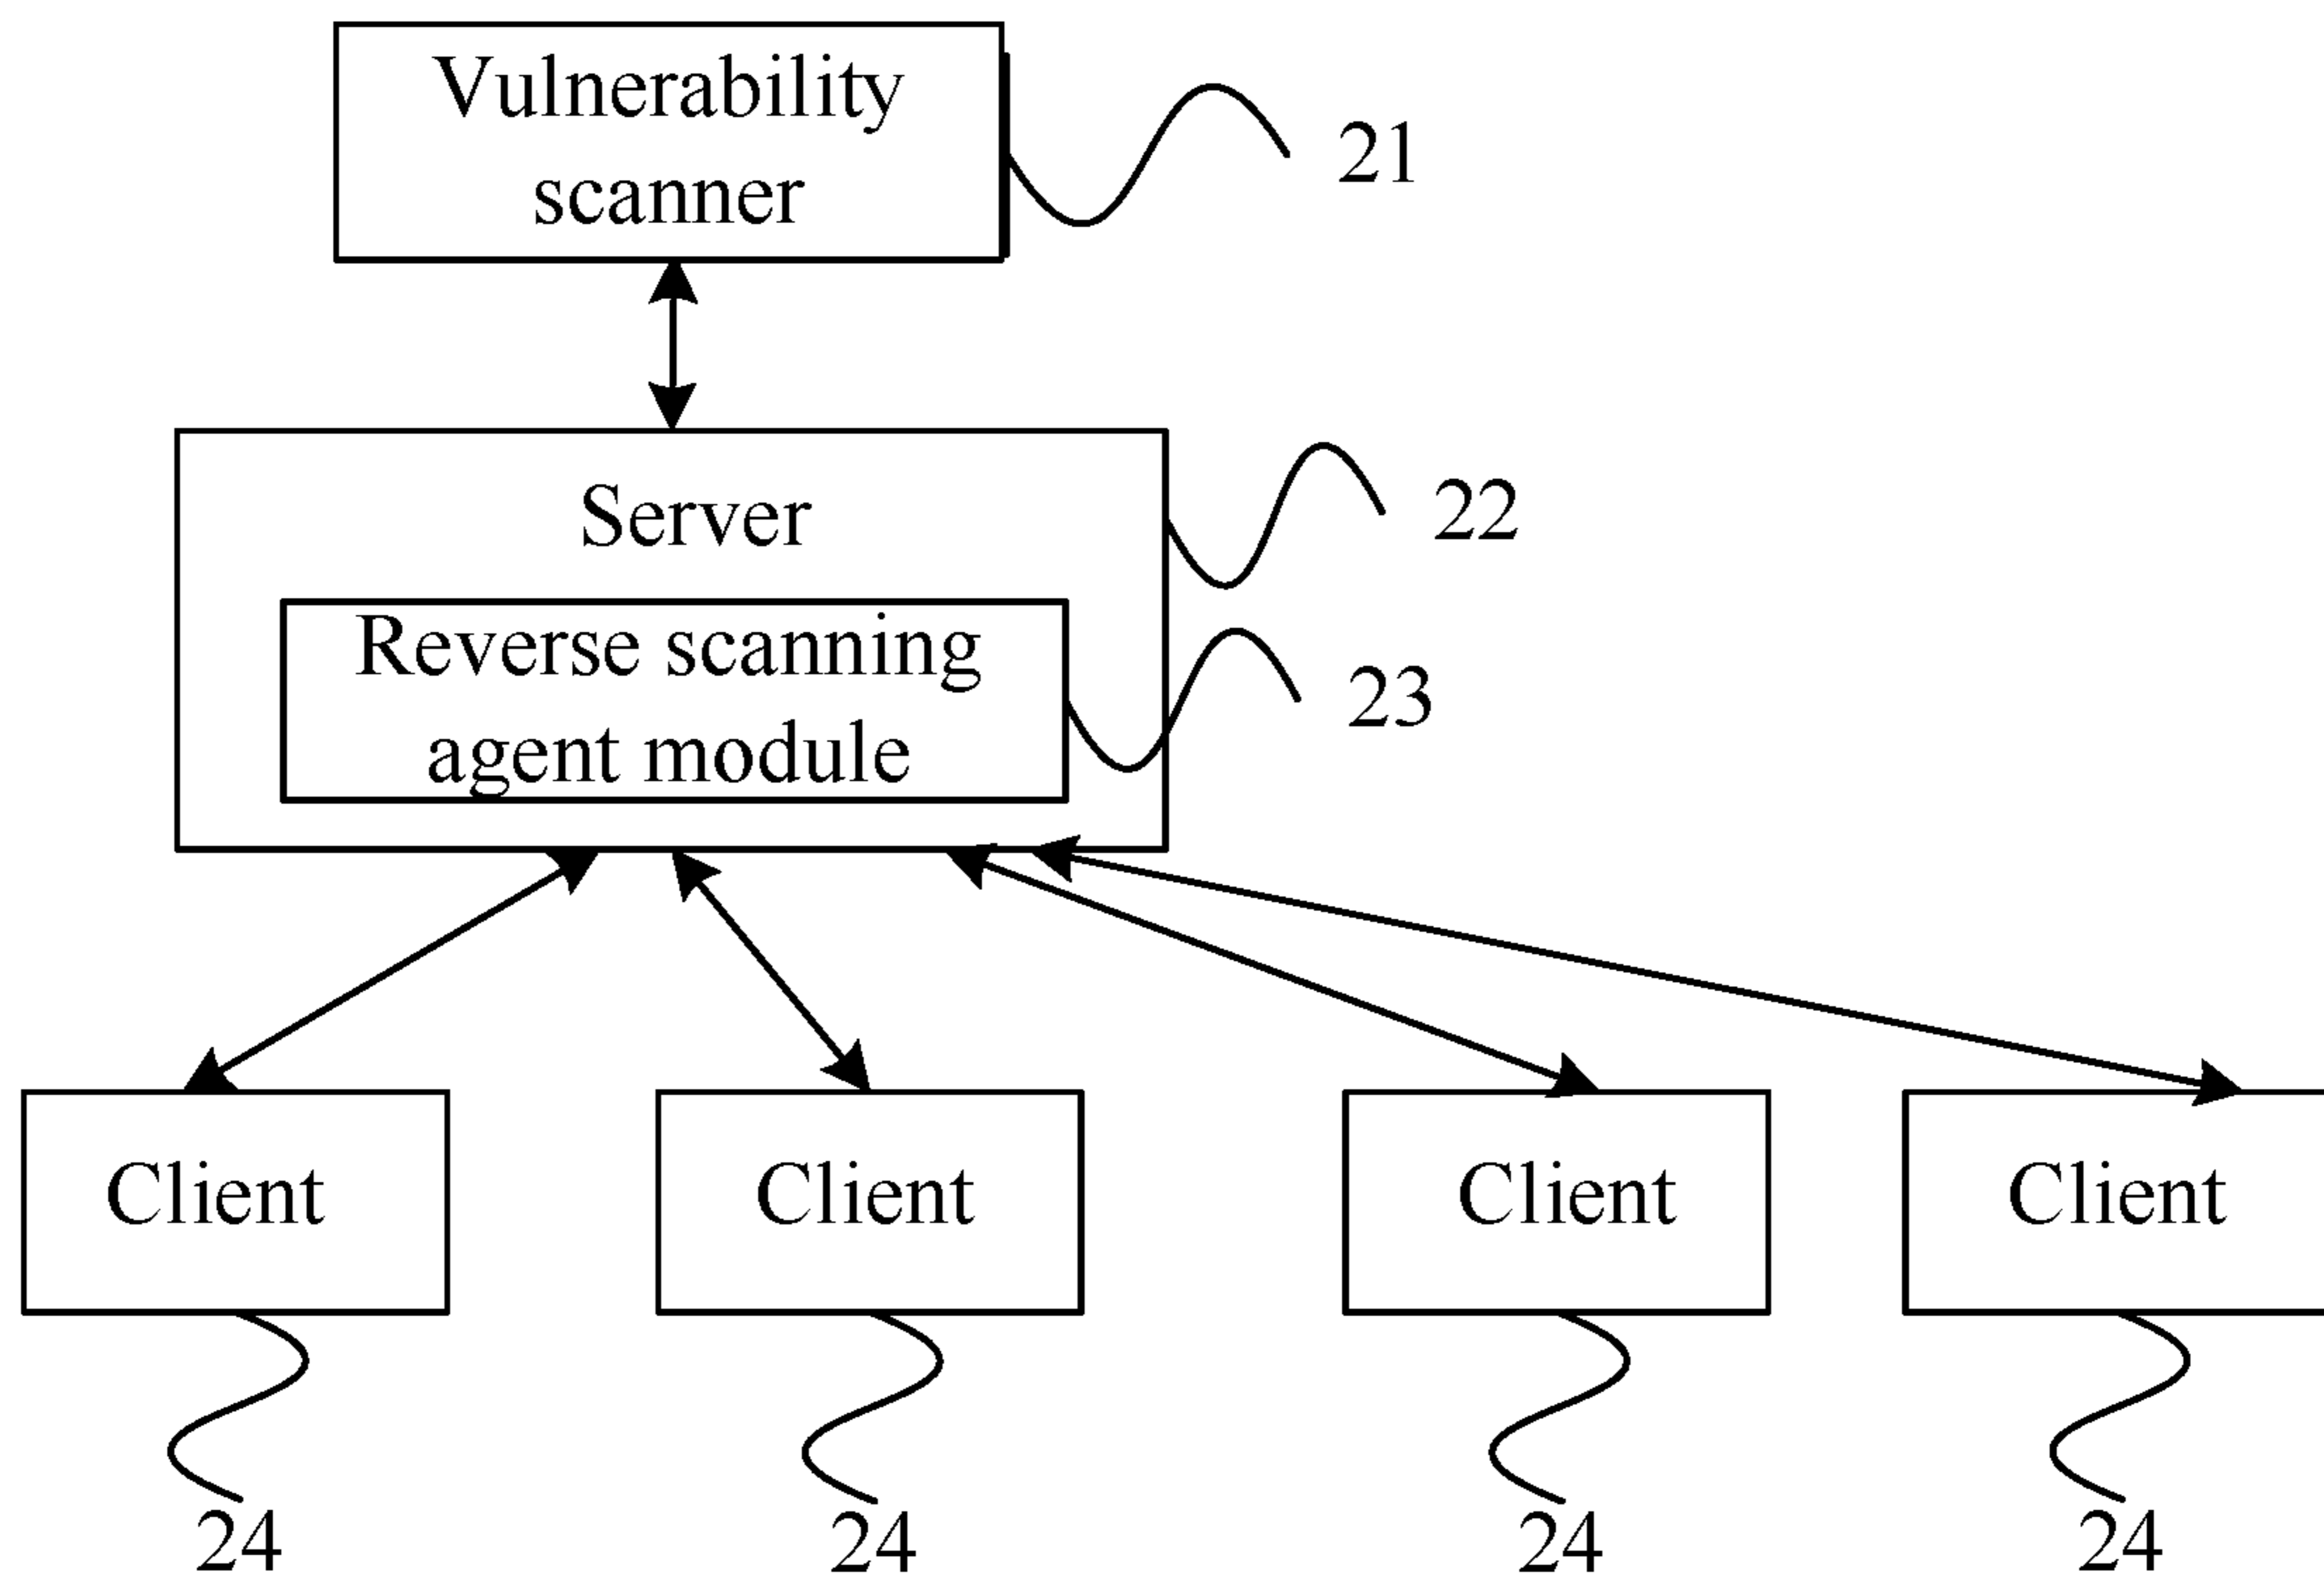 Vulnerability
scanner
21
Server
22
Reverse scanning
agent module
23
Client
Client
Client
Client
24
24
24
24